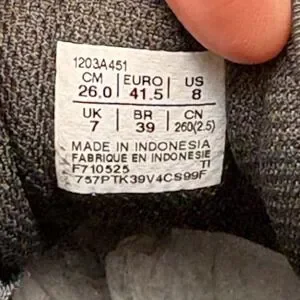 1203A451
CM EURO US
26.0 41.5 8
UK BR CN
7 39 260(2.5)
MADE IN INDONESIA
FABRIQUE EN INDONESIE
F710525 TI
757PTK39V4CS99F